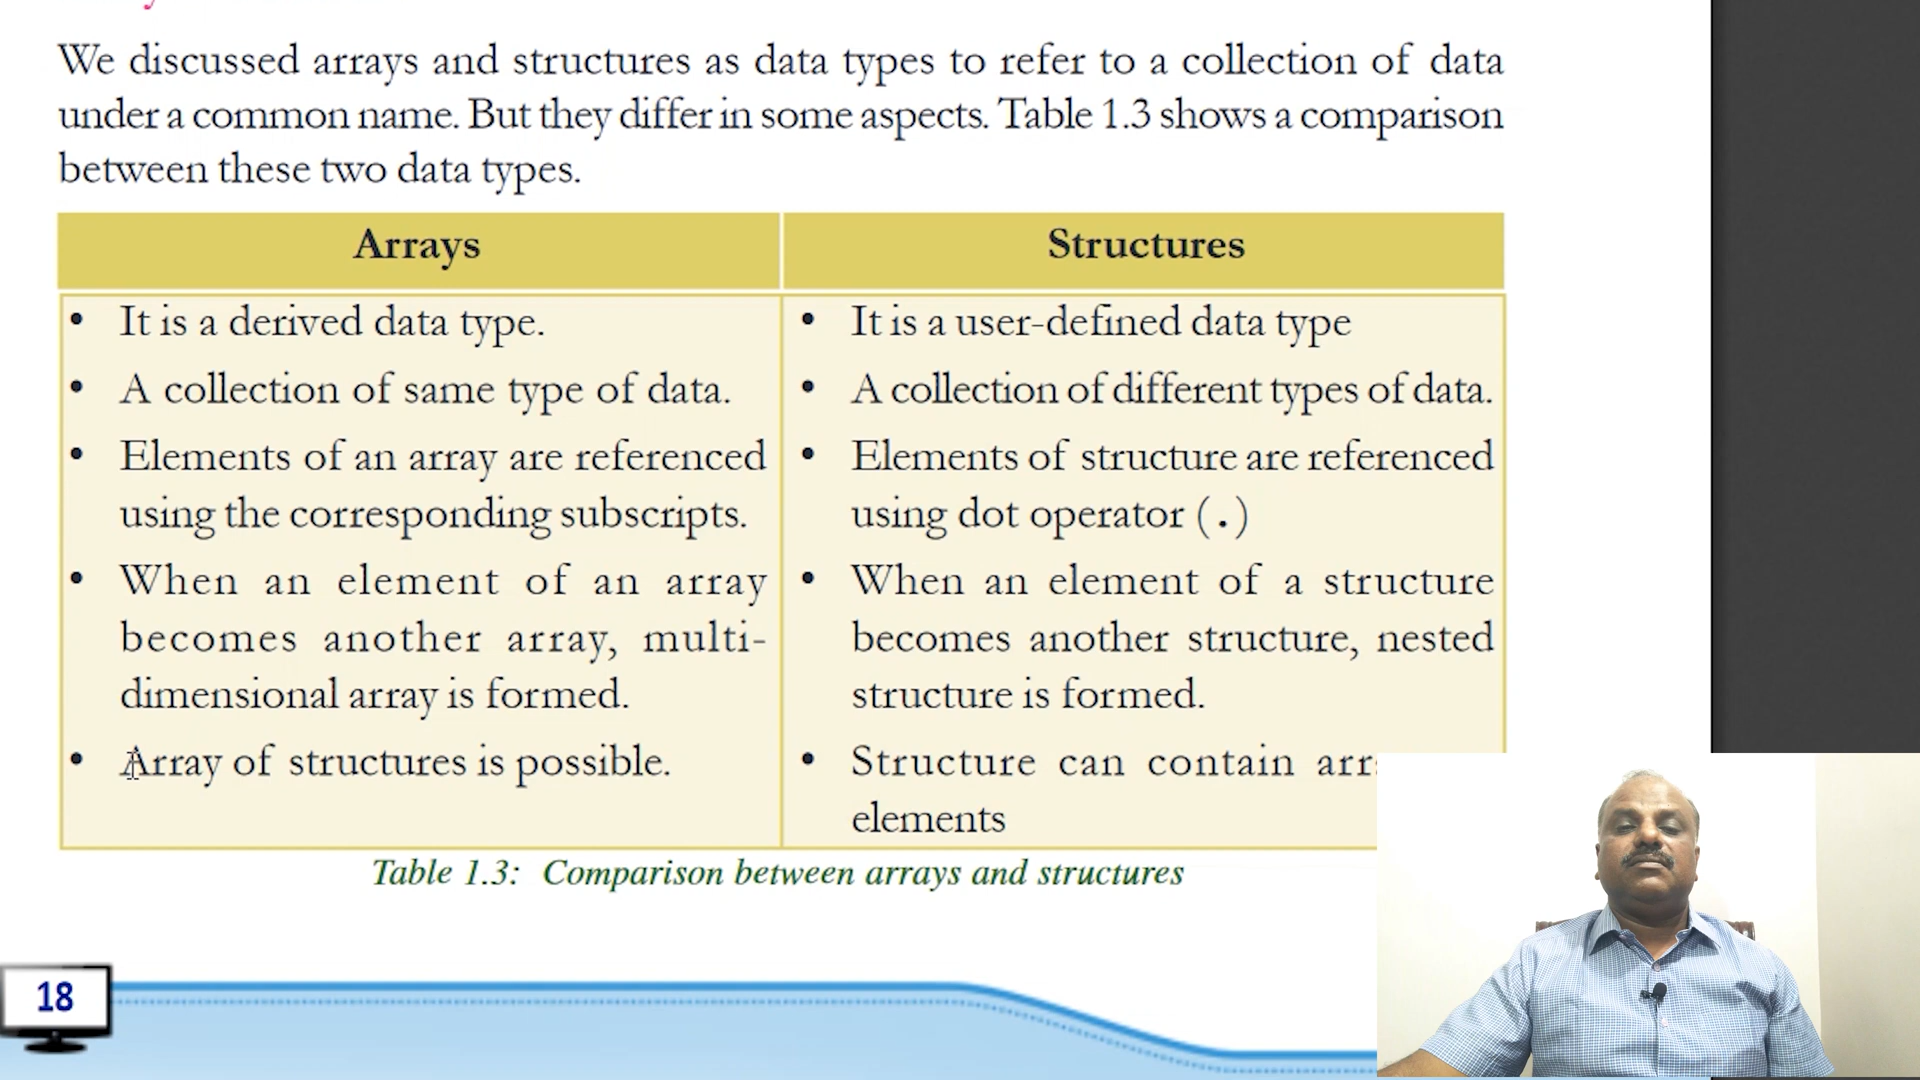 We discussed arrays and structures as data types to refer to a collection of data
under a common name. But they differ in some aspects. Table 1.3 shows a comparison
between these two data types.
Arrays
Structures
• It is a derived data type.
• A collection of same type of data.
• Elements of an array are referenced
using the corresponding subscripts.
• When an element of an array
becomes another array, multi-
dimensional array is formed.
• Array of structures is possible.
• It is a user-defined data type
• A collection of different types of data.
• Elements of structure are referenced
using dot operator (.)
• When an element of a structure
becomes another structure, nested
structure is formed.
• Structure can contain
elements
Table 1.3: Comparison between arrays and structures
18